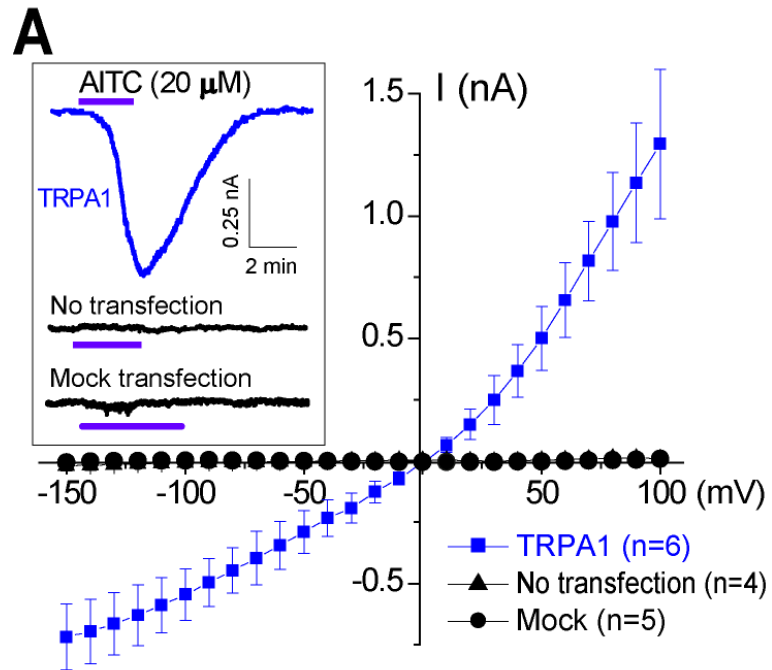 A
AITC (20 μM)
TRPA1
0.25 nA
2 min
No transfection
Mock transfection
I (nA)
1.5
1.0
0.5
-0.5
-150
-100
-50
50
100
(mV)
TRPA1 (n=6)
No transfection (n=4)
Mock (n=5)